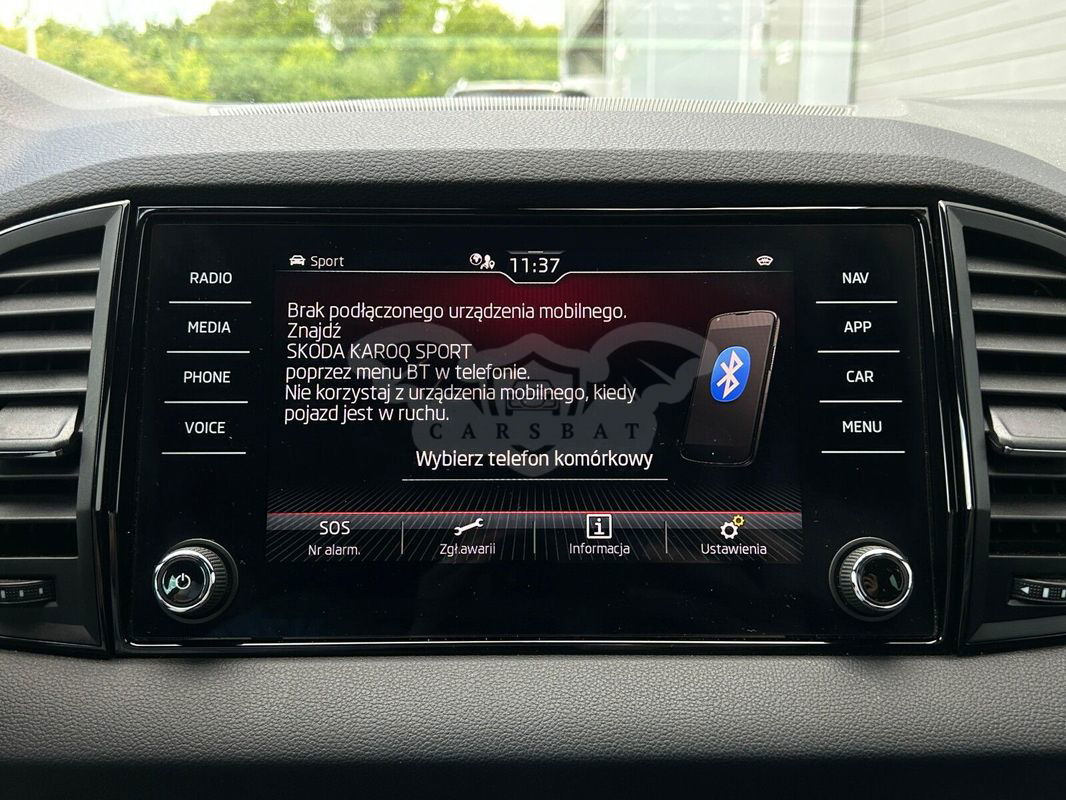 Sport
11:37
RADIO
MEDIA
PHONE
VOICE
Brak podłączonego urządzenia mobilnego.
Znajdź
SKODA KAROQ SPORT
poprzez menu BT w telefonie.
Nie korzystaj z urządzenia mobilnego, kiedy
pojazd jest w ruchu.
CARSBAT
Wybierz telefon komórkowy
SOS
Nr alarm.
Zgł.awarii
Informacja
Ustawienia
NAV
APP
CAR
MENU